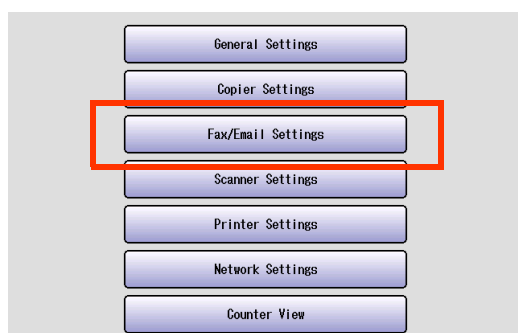 General Settings
Copier Settings
Fax/Email Settings
Scanner Settings
Printer Settings
Network Settings
Counter View